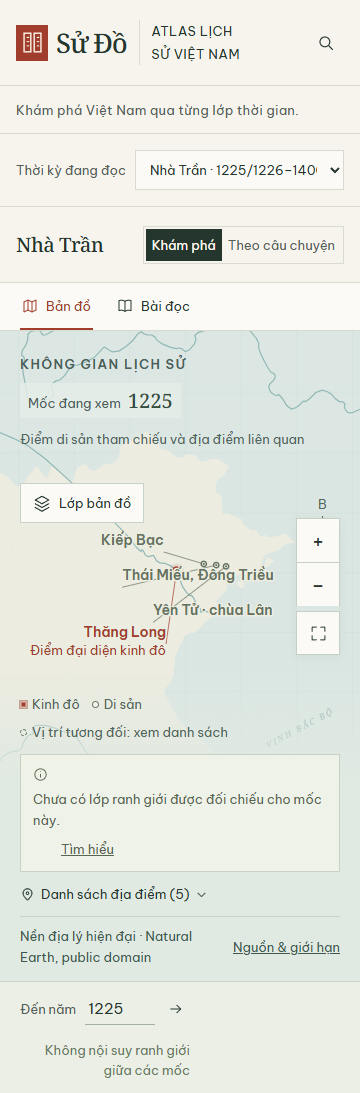 Sử Đồ
ATLAS LỊCH
SỬ VIỆT NAM
Khám phá Việt Nam qua từng lớp thời gian.
Thời kỳ đang đọc
Nhà Trần · 1225/1226–140
Nhà Trần
Khám phá
Theo câu chuyện
Bản đồ
Bài đọc
KHÔNG GIAN LỊCH SỬ
Mốc đang xem 1225
Điểm di sản tham chiếu và địa điểm liên quan
Lớp bản đồ
B
Kiếp Bạc
+
Thái Miếu, Đông Triều
−
Yên Tử · chùa Lân
Thăng Long
Điểm đại diện kinh đô
Kinh đô
Di sản
Vị trí tương đối: xem danh sách
VỊNH BẮC BỘ
Chưa có lớp ranh giới được đối chiếu cho mốc
này.
Tìm hiểu
Danh sách địa điểm (5)
Nền địa lý hiện đại · Natural
Earth, public domain
Nguồn & giới hạn
Đến năm 1225 →
Không nội suy ranh giới
giữa các mốc